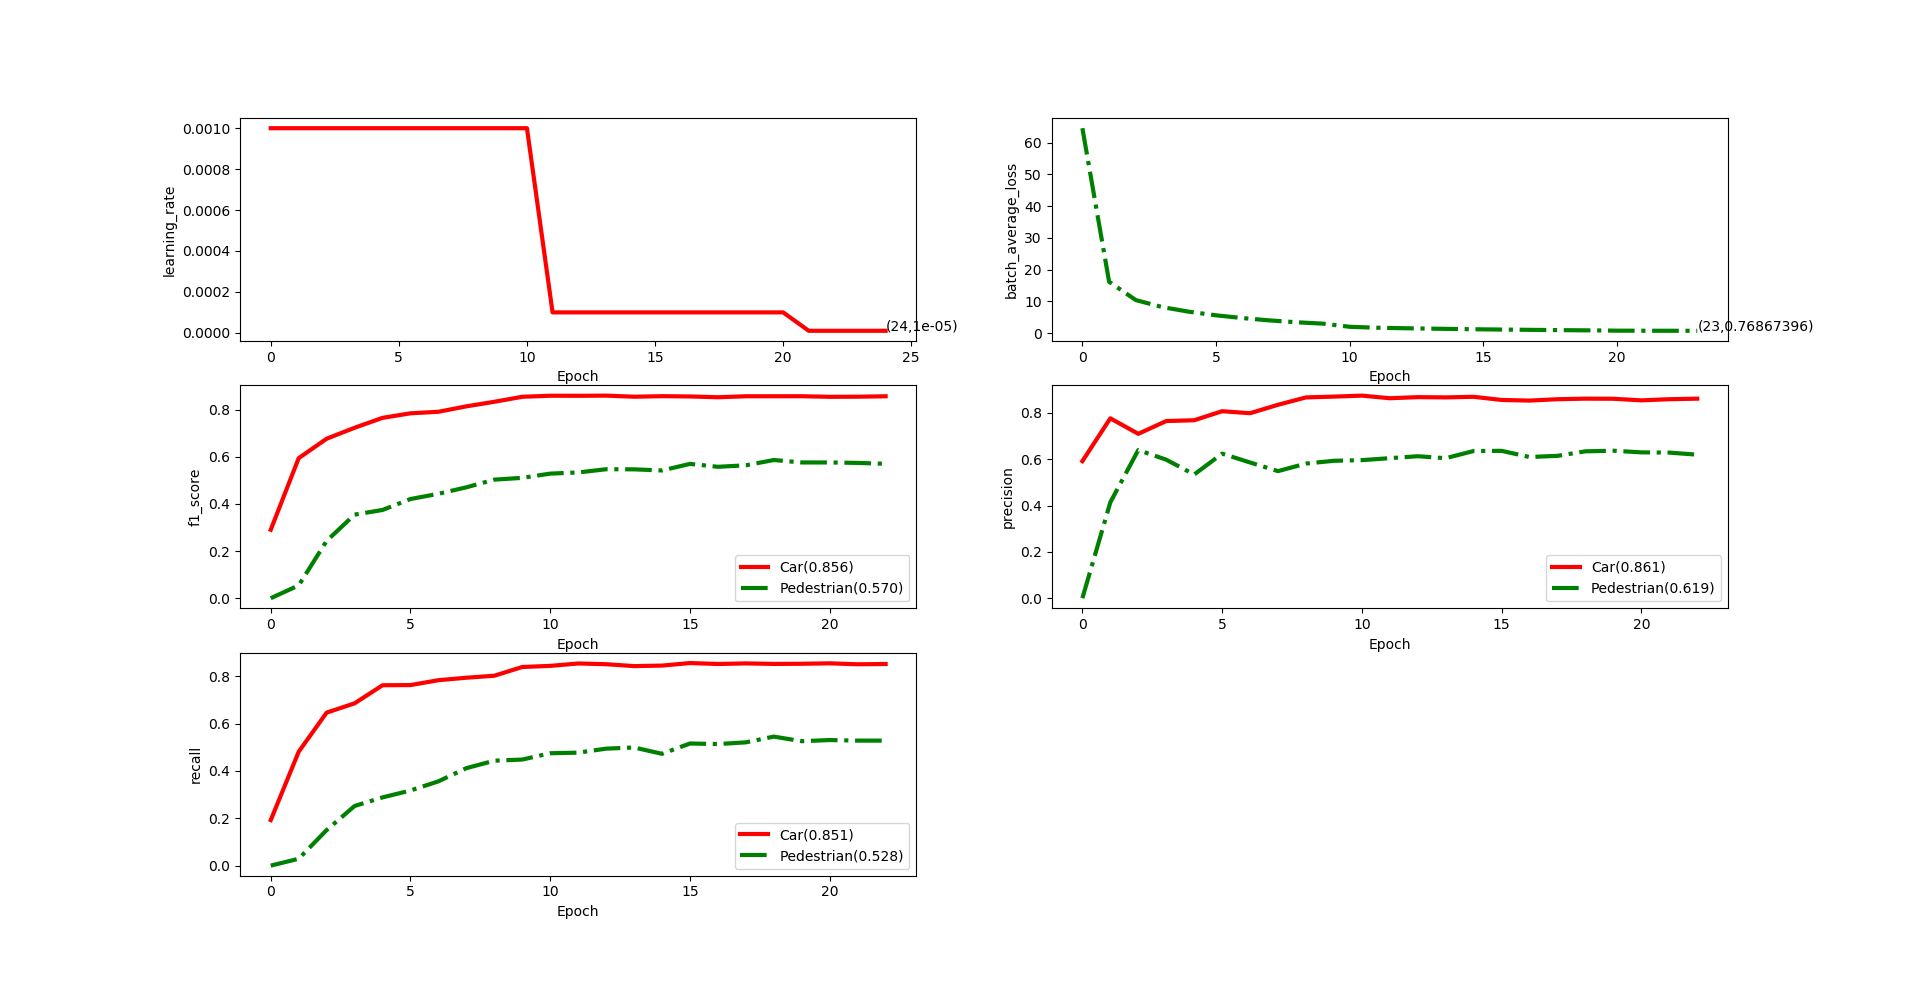 learning_rate
0.0010
0.0008
0.0006
0.0004
0.0002
0.0000
(24,1e-05)
0 5 10 15 20 25
Epoch
batch_average_loss
60
50
40
30
20
10
0
(23,0.76867396)
0 5 10 15 20
Epoch
f1_score
0.8
0.6
0.4
0.2
0.0
Car(0.856)
Pedestrian(0.570)
0 5 10 15 20
Epoch
precision
0.8
0.6
0.4
0.2
0.0
Car(0.861)
Pedestrian(0.619)
0 5 10 15 20
Epoch
recall
0.8
0.6
0.4
0.2
0.0
Car(0.851)
Pedestrian(0.528)
0 5 10 15 20
Epoch